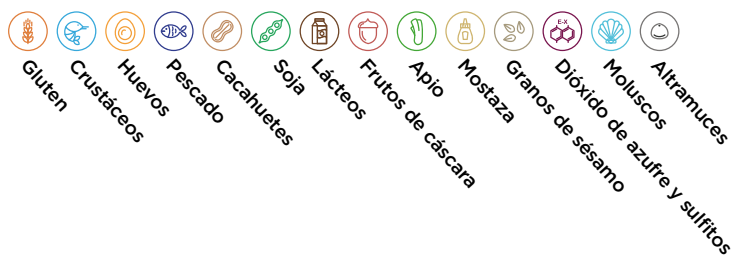 Gluten
Crustáceos
Huevos
Pescado
Cacahuetes
Soja
Lácteos
Frutos de cáscara
Apio
Mostaza
Granos de sésamo
E-X
Dióxido de azufre y sulfitos
Moluscos
Altramuces